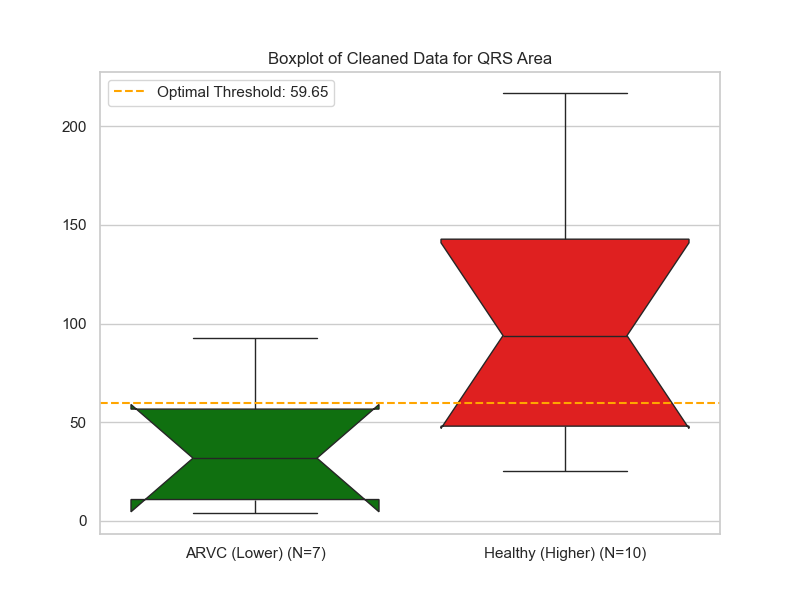 Boxplot of Cleaned Data for QRS Area
Optimal Threshold: 59.65
200
150
100
50
0
ARVC (Lower) (N=7)
Healthy (Higher) (N=10)